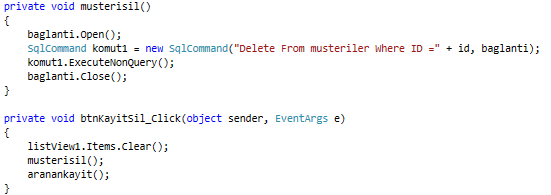 private void musterisil()
{
    baglanti.Open();
    SqlCommand komut1 = new SqlCommand("Delete From musteriler Where ID =" + id, baglanti);
    komut1.ExecuteNonQuery();
    baglanti.Close();
}

private void btnKayitSil_Click(object sender, EventArgs e)
{
    listView1.Items.Clear();
    musterisil();
    aranankayit();
}